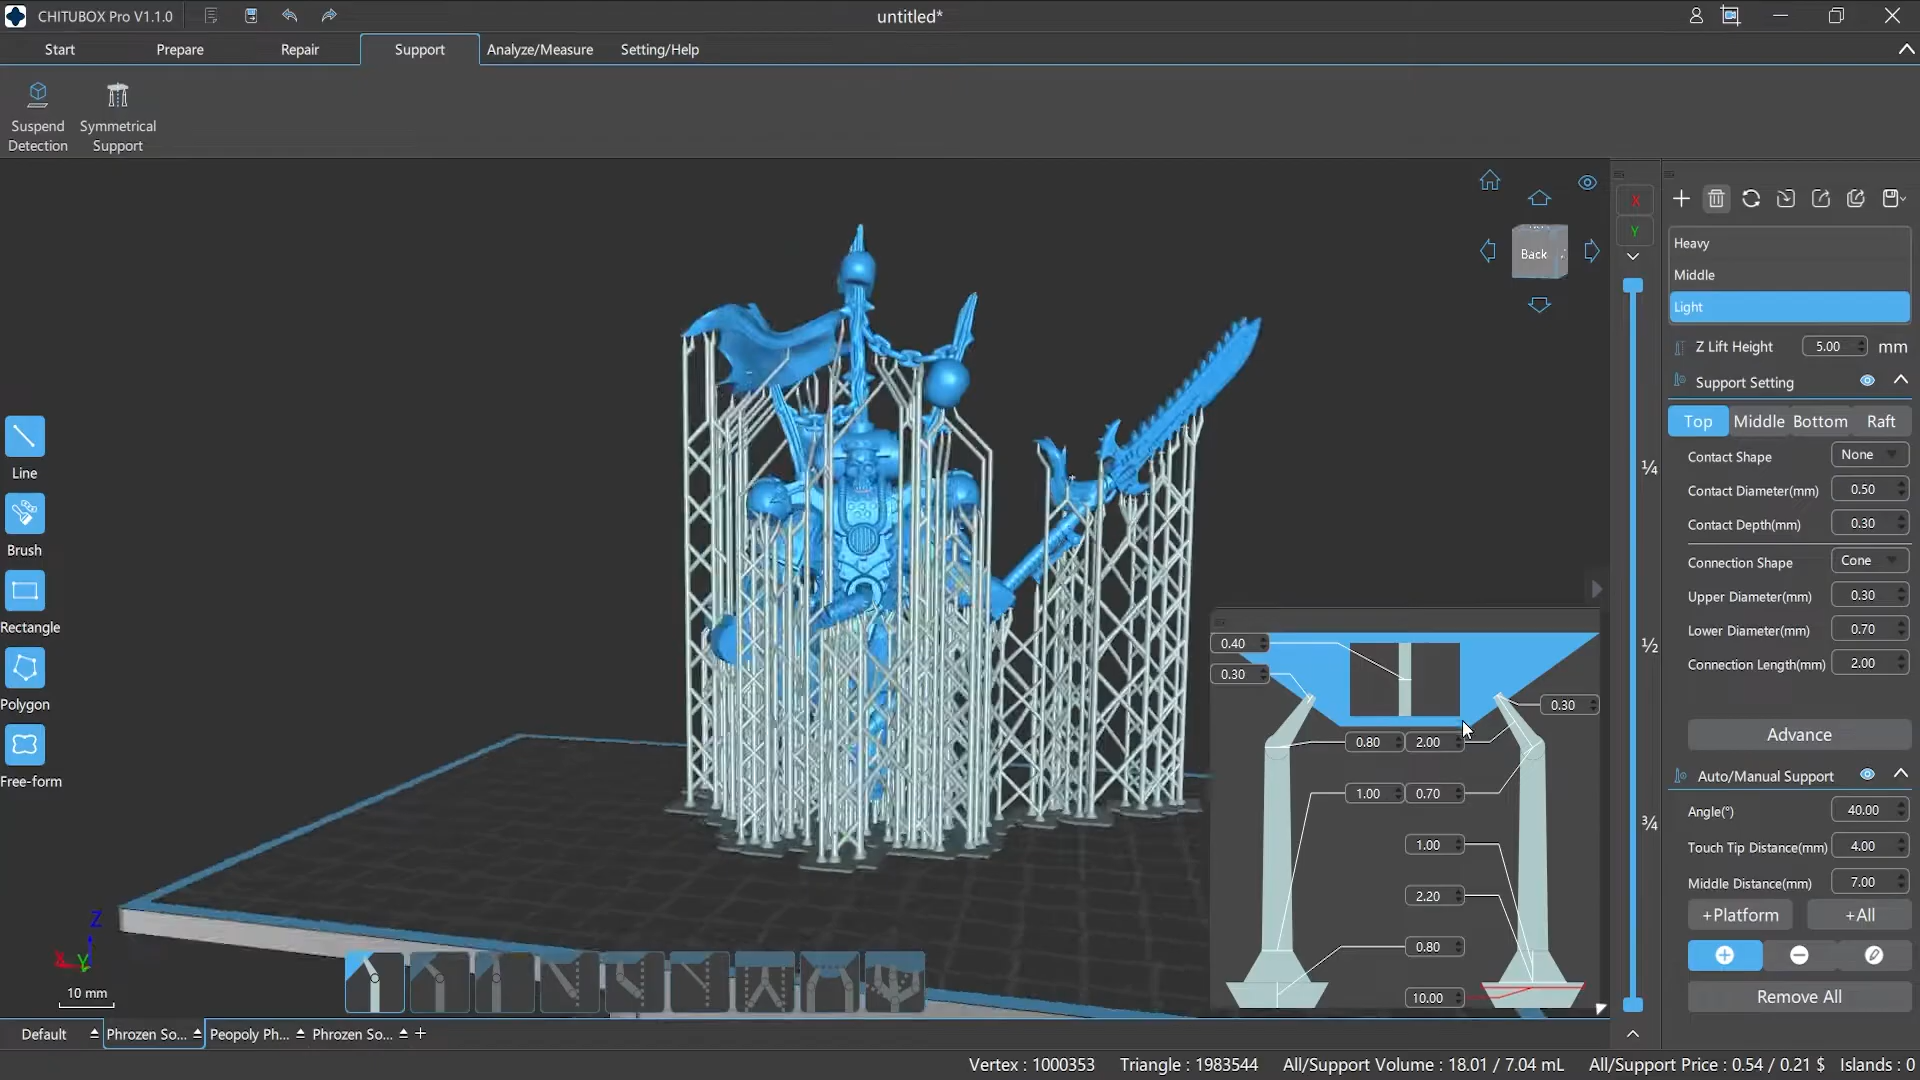 CHITUBOX Pro V1.1.0
untitled*
Start Prepare Repair Support Analyze/Measure Setting/Help
Suspend Detection
Symmetrical Support
Line
Brush
Rectangle
Polygon
Free-form
Z
X
Y
10 mm
Back
X
Y
¼
½
¾
0.40
0.30
0.30
0.80 2.00
1.00 0.70
1.00
2.20
0.80
10.00
Heavy
Middle
Light
Z Lift Height 5.00 mm
Support Setting
Top Middle Bottom Raft
Contact Shape None
Contact Diameter(mm) 0.50
Contact Depth(mm) 0.30
Connection Shape Cone
Upper Diameter(mm) 0.30
Lower Diameter(mm) 0.70
Connection Length(mm) 2.00
Advance
Auto/Manual Support
Angle(°) 40.00
Touch Tip Distance(mm) 4.00
Middle Distance(mm) 7.00
+Platform +All
Remove All
Default Phrozen So... Peopoly Ph... Phrozen So... +
Vertex : 1000353 Triangle : 1983544 All/Support Volume : 18.01 / 7.04 mL All/Support Price : 0.54 / 0.21 $ Islands : 0